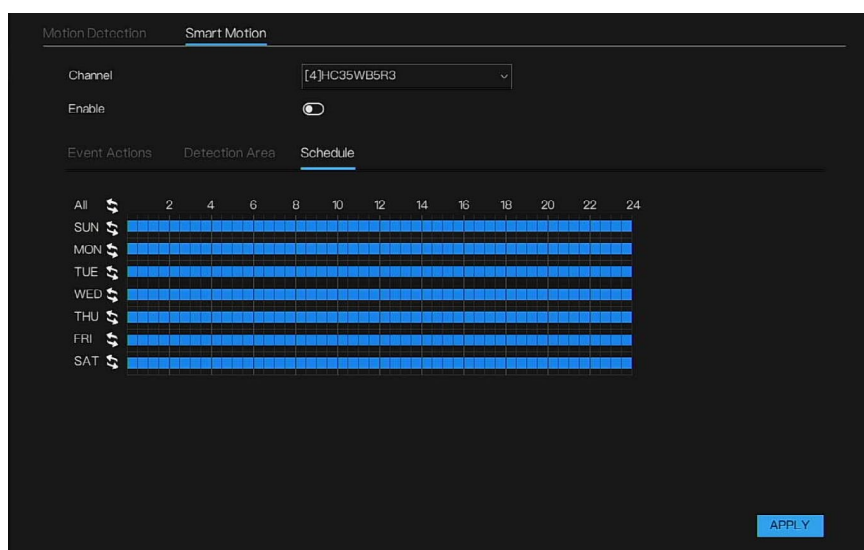 Motion Detection Smart Motion
Channel [4]HC35WB5R3
Enable
Event Actions Detection Area Schedule
All 2 4 6 8 10 12 14 16 18 20 22 24
SUN
MON
TUE
WED
THU
FRI
SAT
APPLY